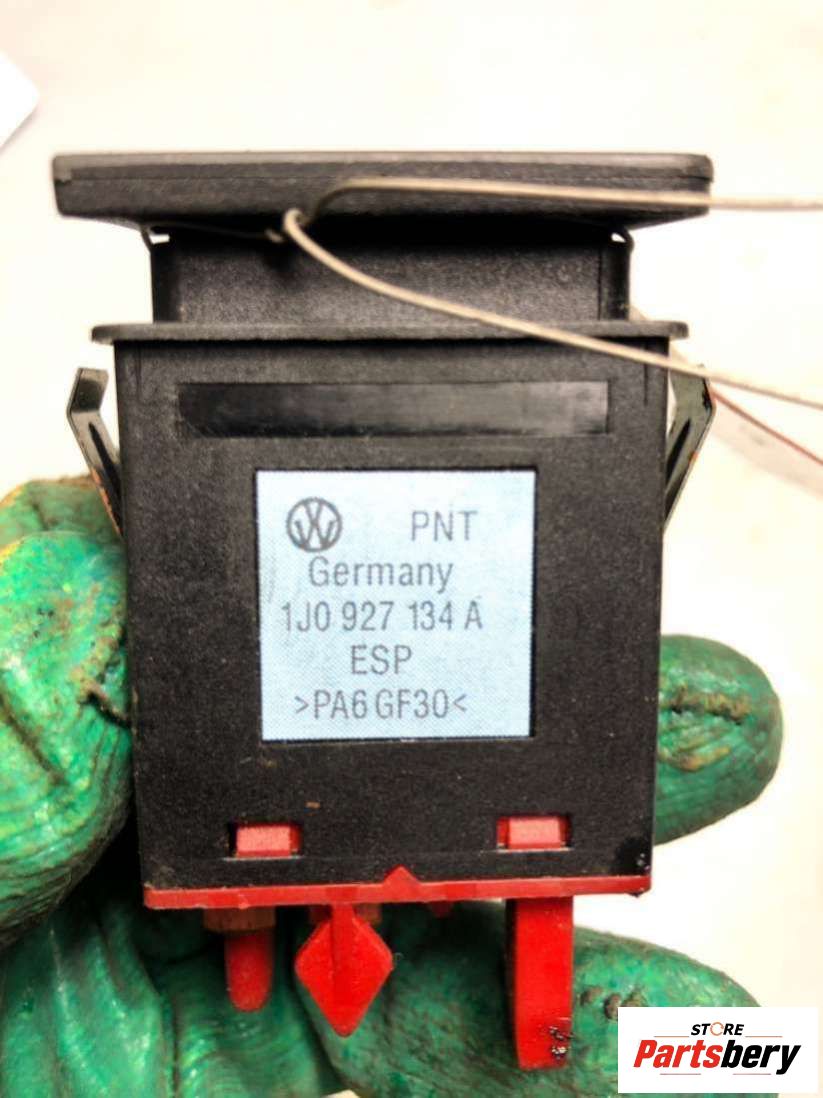 PNT
Germany
1J0 927 134 A
ESP
>PA6 GF30<
STORE
Partsbery